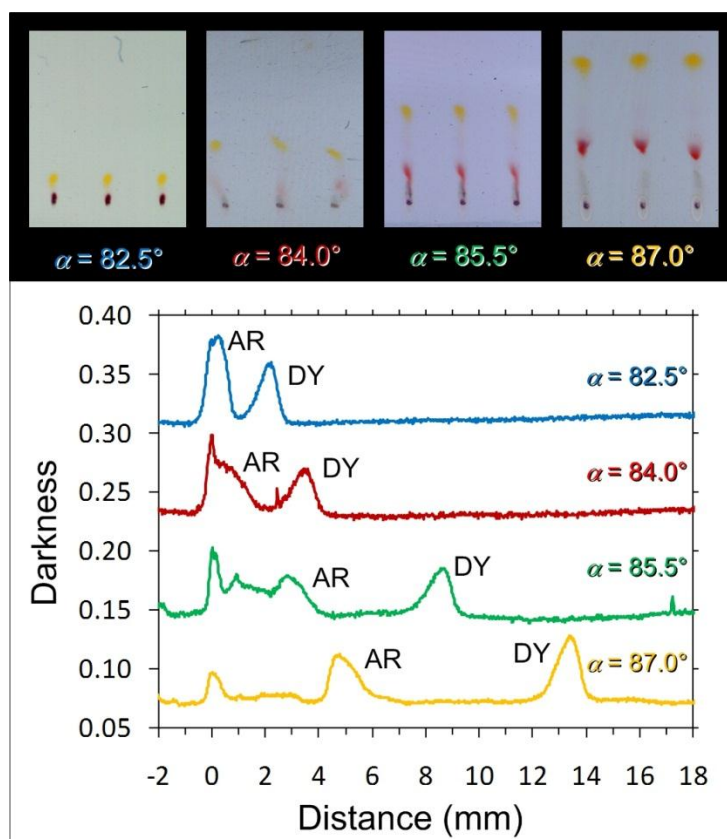 α = 82.5° α = 84.0° α = 85.5° α = 87.0°
0.40
AR
DY
α = 82.5°
0.35
0.30
AR
DY
α = 84.0°
0.25
0.20
AR
DY
α = 85.5°
0.15
AR
DY
α = 87.0°
0.10
0.05
Darkness
-2 0 2 4 6 8 10 12 14 16 18
Distance (mm)